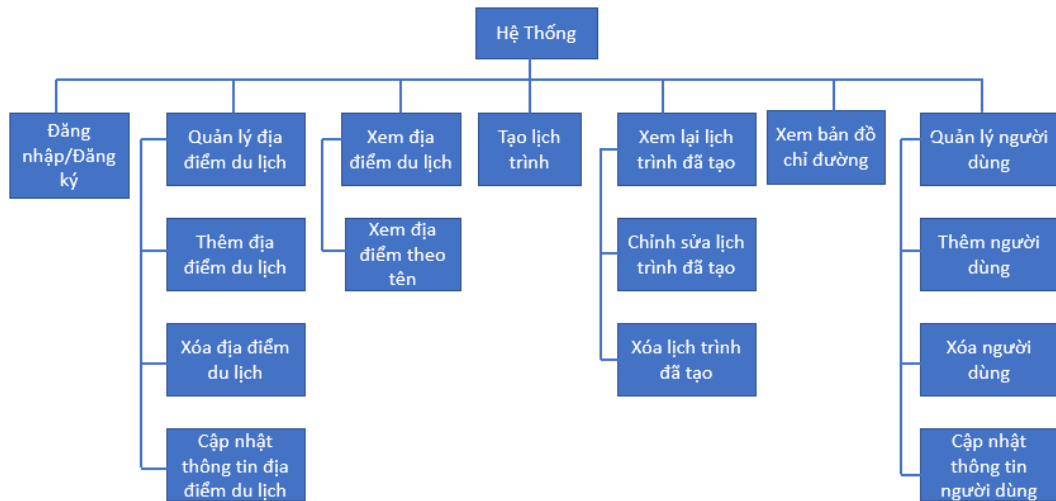 Hệ Thống
Đăng
nhập/Đăng
ký
Quản lý địa
điểm du lịch
Xem địa
điểm du lịch
Tạo lịch
trình
Xem lại lịch
trình đã tạo
Xem bản đồ
chỉ đường
Quản lý người
dùng
Thêm địa
điểm du lịch
Xem địa
điểm theo
tên
Chỉnh sửa lịch
trình đã tạo
Thêm người
dùng
Xóa địa điểm
du lịch
Xóa lịch trình
đã tạo
Xóa người
dùng
Cập nhật
thông tin địa
điểm du lịch
Cập nhật
thông tin
người dùng